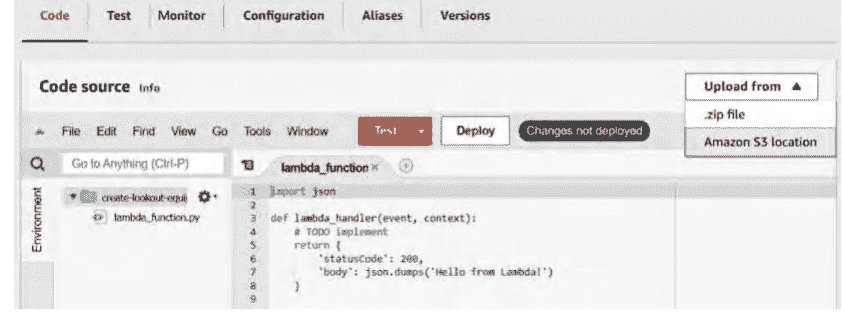 Code Test Monitor Configuration Aliases Versions
Code source Info
Upload from ▲
.zip file
Amazon S3 location
File Edit Find View Go Tools Window Test Deploy Changes not deployed
Go to Anything (Ctrl-P)
lambda_function ×
Environment
create-lookout-equi
lambda_function.py
1 import json
2
3 def lambda_handler(event, context):
4 # TODO implement
5 return {
6 'statusCode': 200,
7 'body': json.dumps('Hello from Lambda!')
8 }
9